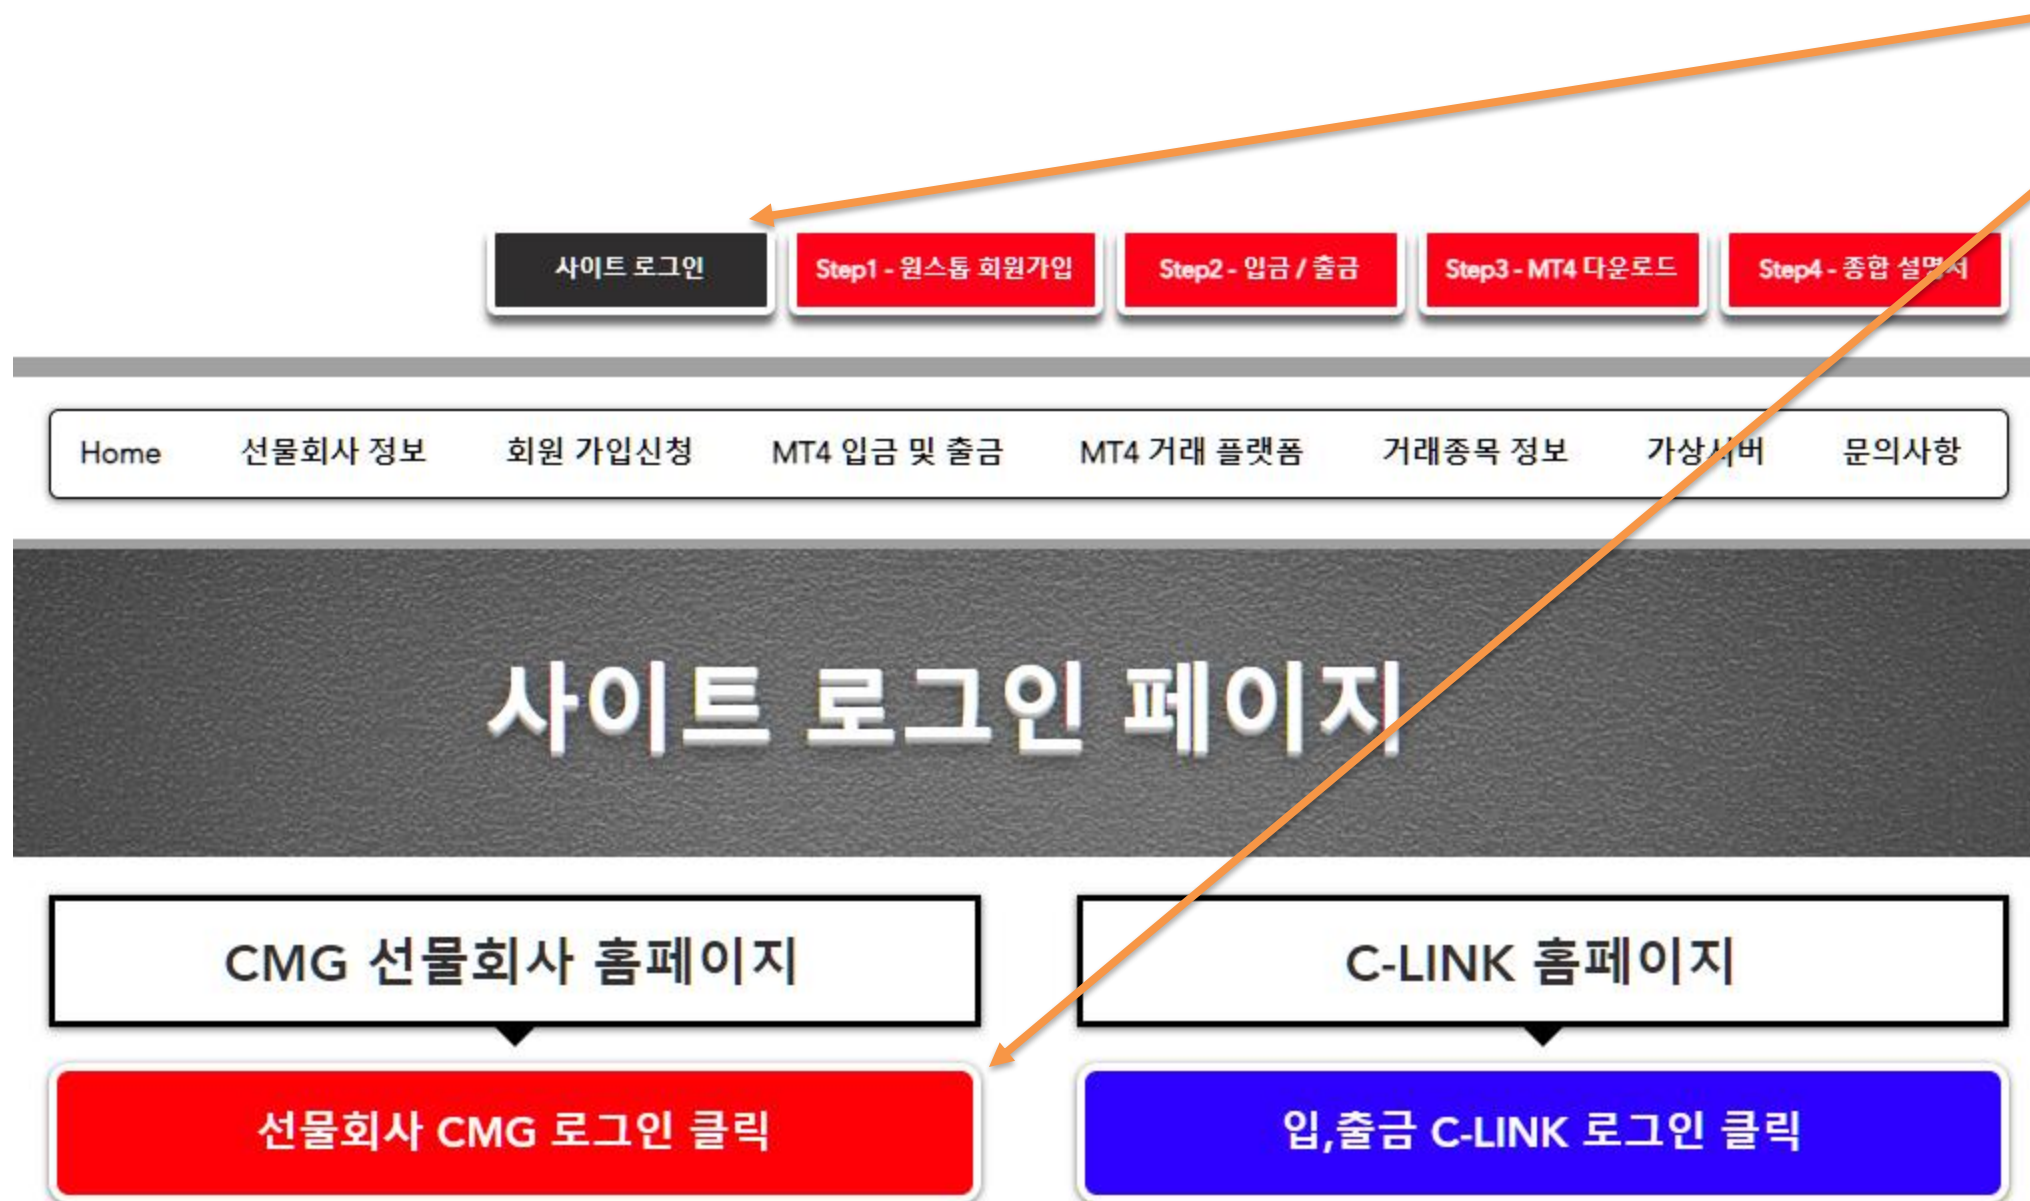 사이트 로그인 Step1 - 원스톱 회원가입 Step2 - 입금 / 출금 Step3 - MT4 다운로드 Step4 - 종합 설명서
Home 선물회사 정보 회원 가입신청 MT4 입금 및 출금 MT4 거래 플랫폼 거래종목 정보 가상서버 문의사항
사이트 로그인 페이지
CMG 선물회사 홈페이지 C-LINK 홈페이지
선물회사 CMG 로그인 클릭 입,출금 C-LINK 로그인 클릭